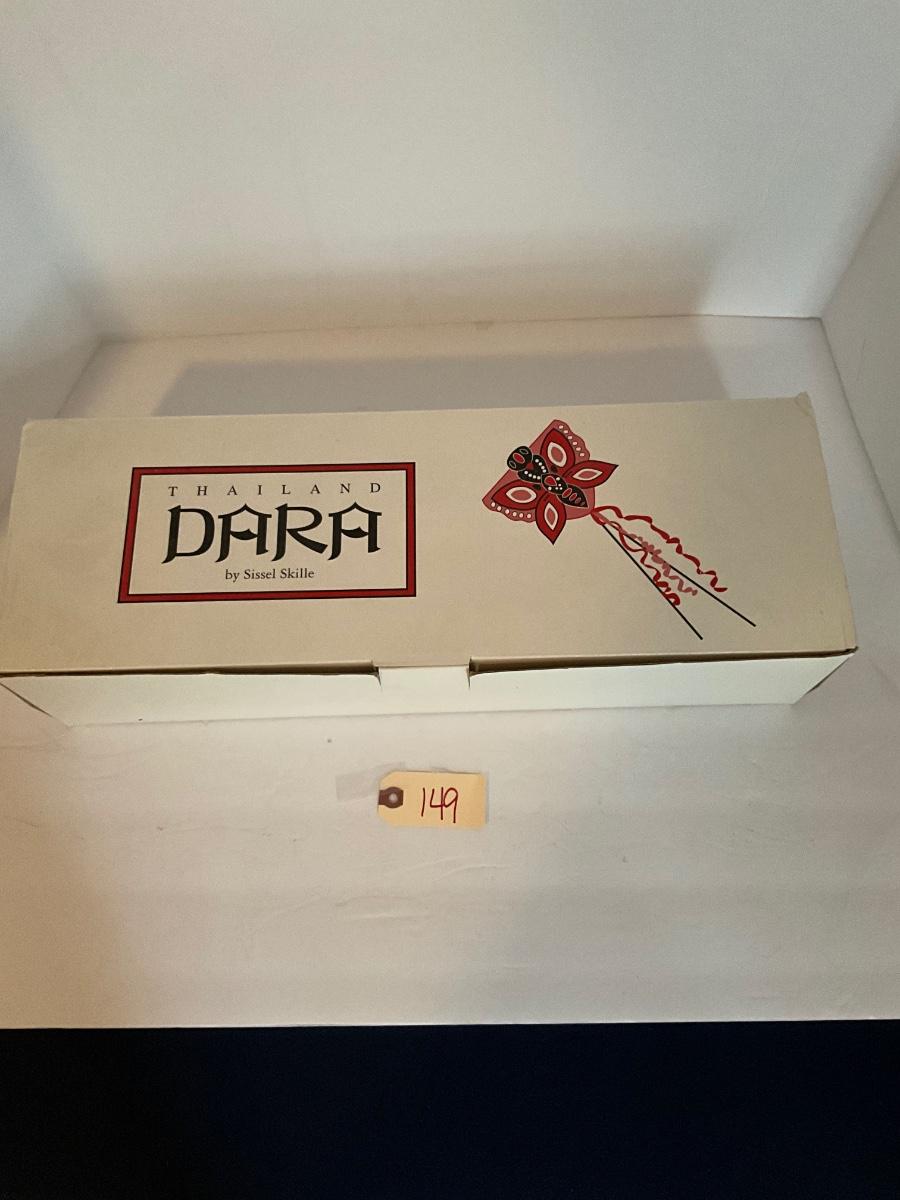 THAILAND
DARA
by Sissel Skille
149